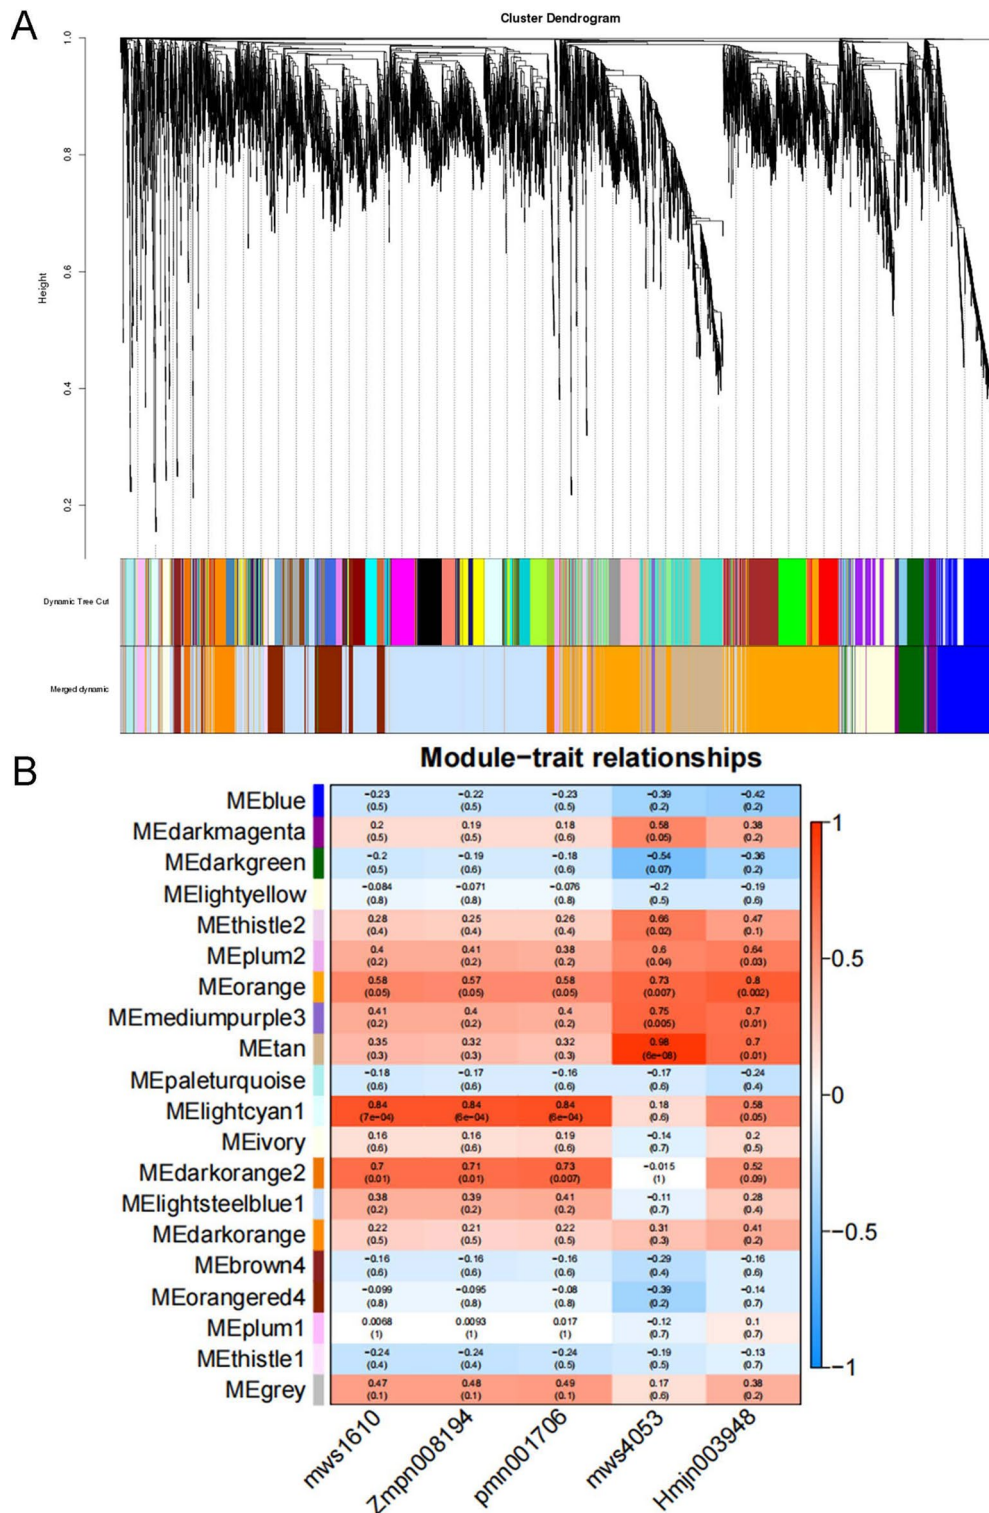 A
Cluster Dendrogram
1.0
0.8
0.6
0.4
0.2
Height
Dynamic Tree Cut
Merged dynamic
B
Module−trait relationships
MEblue −0.23 −0.22 −0.23 −0.39 −0.42
(0.5) (0.5) (0.5) (0.2) (0.2)
MEdarkmagenta 0.2 0.19 0.18 0.58 0.38
(0.5) (0.5) (0.6) (0.05) (0.2)
MEdarkgreen −0.2 −0.19 −0.18 −0.54 −0.36
(0.5) (0.6) (0.6) (0.07) (0.2)
MElightyellow −0.084 −0.071 −0.076 −0.2 −0.19
(0.8) (0.8) (0.8) (0.5) (0.6)
MEthistle2 0.28 0.25 0.26 0.66 0.47
(0.4) (0.4) (0.4) (0.02) (0.1)
MEplum2 0.4 0.41 0.38 0.6 0.64
(0.2) (0.2) (0.2) (0.04) (0.03)
MEorange 0.58 0.57 0.58 0.73 0.8
(0.05) (0.05) (0.05) (0.007) (0.002)
MEmediumpurple3 0.41 0.4 0.4 0.75 0.7
(0.2) (0.2) (0.2) (0.005) (0.01)
MEtan 0.35 0.32 0.32 0.98 0.7
(0.3) (0.3) (0.3) (6e−08) (0.01)
MEpaleturquoise −0.18 −0.17 −0.16 −0.17 −0.24
(0.6) (0.6) (0.6) (0.6) (0.4)
MElightcyan1 0.84 0.84 0.84 0.18 0.58
(7e−04) (6e−04) (6e−04) (0.6) (0.05)
MEivory 0.16 0.16 0.19 −0.14 0.2
(0.6) (0.6) (0.6) (0.7) (0.5)
MEdarkorange2 0.7 0.71 0.73 −0.015 0.52
(0.01) (0.01) (0.007) (1) (0.09)
MElightsteelblue1 0.38 0.39 0.41 −0.11 0.28
(0.2) (0.2) (0.2) (0.7) (0.4)
MEdarkorange 0.22 0.21 0.22 0.31 0.41
(0.5) (0.5) (0.5) (0.3) (0.2)
MEbrown4 −0.16 −0.16 −0.16 −0.29 −0.16
(0.6) (0.6) (0.6) (0.4) (0.6)
MEorangered4 −0.099 −0.095 −0.08 −0.39 −0.14
(0.8) (0.8) (0.8) (0.2) (0.7)
MEplum1 0.0068 0.0093 0.017 −0.12 0.1
(1) (1) (1) (0.7) (0.7)
MEthistle1 −0.24 −0.24 −0.24 −0.19 −0.13
(0.4) (0.4) (0.5) (0.5) (0.7)
MEgrey 0.47 0.48 0.49 0.17 0.38
(0.1) (0.1) (0.1) (0.6) (0.2)
mws1610
Zmpn008194
pmn001706
mws4053
Hmjn003948
1
0.5
0
−0.5
−1